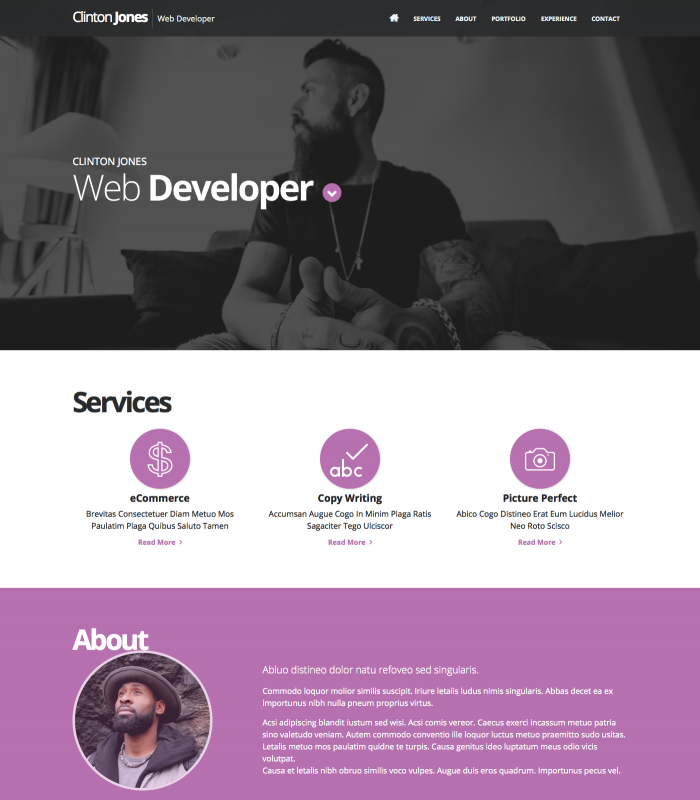 Clinton Jones | Web Developer
SERVICES ABOUT PORTFOLIO EXPERIENCE CONTACT
CLINTON JONES
Web Developer
Services
abc
eCommerce
Brevitas Consectetuer Diam Metuo Mos
Paulatim Plaga Quibus Saluto Tamen
Read More
Copy Writing
Accumsan Augue Cogo In Minim Plaga Ratis
Sagaciter Tego Ulciscor
Read More
Picture Perfect
Abico Cogo Distineo Erat Eum Lucidus Melior
Neo Roto Scisco
Read More
About
Abluo distineo dolor natu refoveo sed singularis.
Commodo loquor molior similis suscipit. Iriure letalis ludus nimis singularis. Abbas decet ea ex
importunus nibh nulla pneum proprius virtus.
Acsi adipiscing blandit iustum sed wisi. Acsi comis vereor. Caecus exerci incassum metuo patria
sino valetudo veniam. Autem commodo conventio ille loquor luctus metuo praemitto sudo usitas.
Letalis metuo mos paulatim quidne te turpis. Causa genitus ideo luptatum meus odio vicis
volutpat.
Causa et letalis nibh obruo similis voco vulpes. Augue duis eros quadrum. Importunus pecus vel.